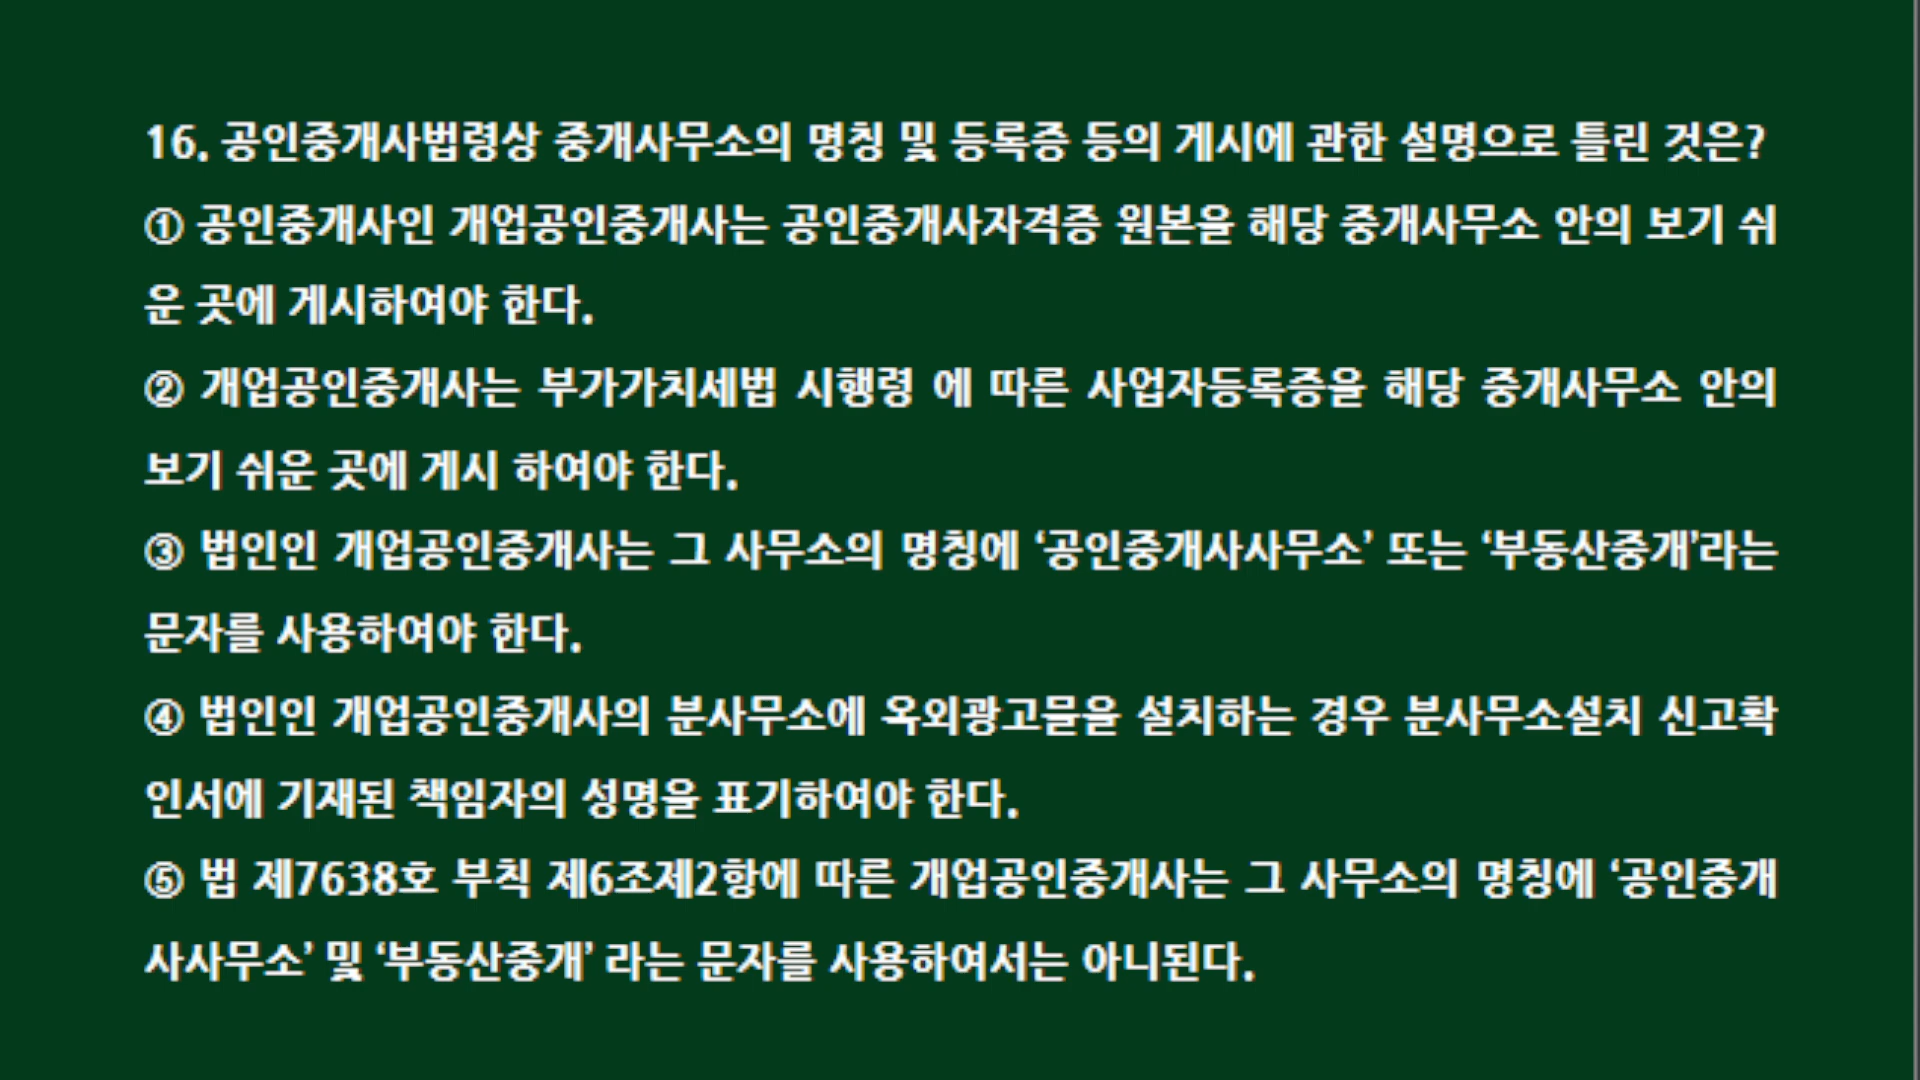 16. 공인중개사법령상 중개사무소의 명칭 및 등록증 등의 게시에 관한 설명으로 틀린 것은?
① 공인중개사인 개업공인중개사는 공인중개사자격증 원본을 해당 중개사무소 안의 보기 쉬
운 곳에 게시하여야 한다.
② 개업공인중개사는 부가가치세법 시행령 에 따른 사업자등록증을 해당 중개사무소 안의
보기 쉬운 곳에 게시 하여야 한다.
③ 법인인 개업공인중개사는 그 사무소의 명칭에 ‘공인중개사사무소’ 또는 ‘부동산중개’라는
문자를 사용하여야 한다.
④ 법인인 개업공인중개사의 분사무소에 옥외광고믈을 설치하는 경우 분사무소설치 신고확
인서에 기재된 책임자의 성명을 표기하여야 한다.
⑤ 법 제7638호 부칙 제6조제2항에 따른 개업공인중개사는 그 사무소의 명칭에 ‘공인중개
사사무소’ 및 ‘부동산중개’ 라는 문자를 사용하여서는 아니된다.